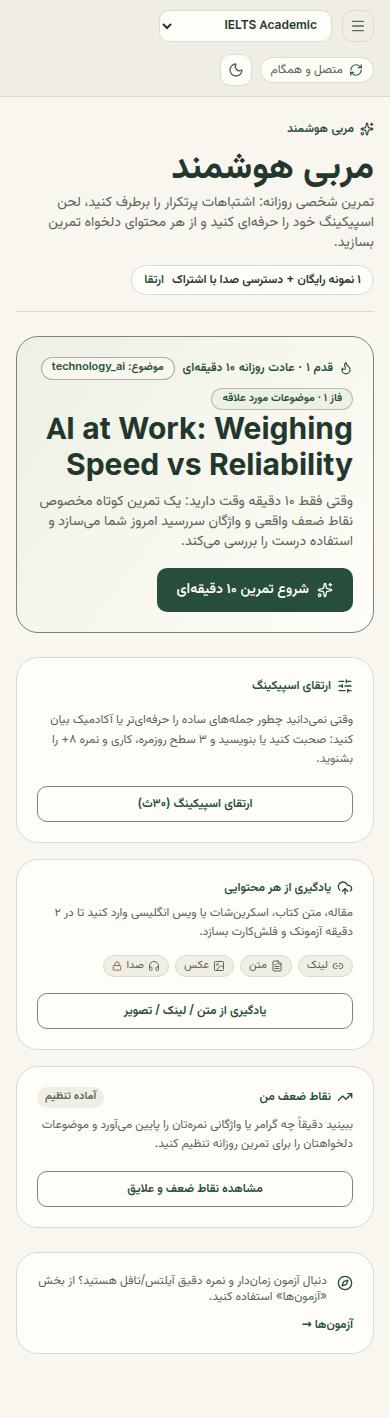 IELTS Academic
متصل و همگام
مربی هوشمند
مربی هوشمند
تمرین شخصی روزانه: اشتباهات پرتکرار را برطرف کنید، لحن
اسپیکینگ خود را حرفه‌ای کنید و از هر محتوای دلخواه تمرین
بسازید.
۱ نمونه رایگان + دسترسی صدا با اشتراک ارتقا
قدم ۱ · عادت روزانه ۱۰ دقیقه‌ای موضوع: technology_ai
فاز ۱ · موضوعات مورد علاقه
AI at Work: Weighing
Speed vs Reliability
وقتی فقط ۱۰ دقیقه وقت دارید: یک تمرین کوتاه مخصوص
نقاط ضعف واقعی و واژگان سررسید امروز شما می‌سازد و
استفاده درست را بررسی می‌کند.
شروع تمرین ۱۰ دقیقه‌ای
ارتقای اسپیکینگ
وقتی نمی‌دانید چطور جمله‌های ساده را حرفه‌ای‌تر یا آکادمیک بیان
کنید: صحبت کنید یا بنویسید و ۳ سطح روزمره، کاری و نمره ۸+ را
بشنوید.
ارتقای اسپیکینگ (۳۰ث)
یادگیری از هر محتوایی
مقاله، متن کتاب، اسکرین‌شات یا ویس انگلیسی وارد کنید تا در ۲
دقیقه آزمونک و فلش‌کارت بسازد.
لینک متن عکس صدا
یادگیری از متن / لینک / تصویر
نقاط ضعف من آماده تنظیم
ببینید دقیقاً چه گرامر یا واژگانی نمره‌تان را پایین می‌آورد و موضوعات
دلخواهتان را برای تمرین روزانه تنظیم کنید.
مشاهده نقاط ضعف و علایق
دنبال آزمون زمان‌دار و نمره دقیق آیلتس/تافل هستید؟ از بخش
«آزمون‌ها» استفاده کنید.
آزمون‌ها →